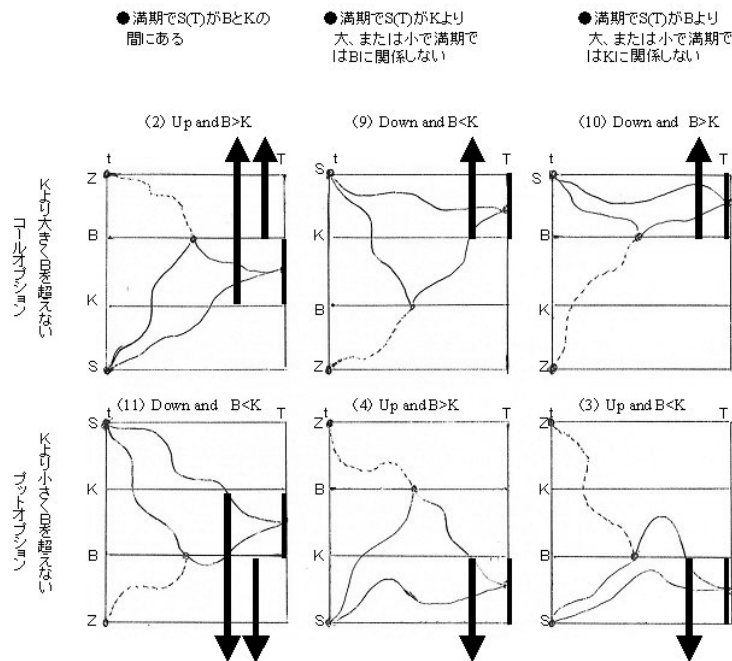 ●満期でS(T)がBとKの
間にある
●満期でS(T)がKより
大、または小で満期で
はBに関係しない
●満期でS(T)がBより
大、または小で満期で
はKに関係しない
Kより大きくBを超えない
コールオプション
(2) Up and B>K
t T
Z
B
K
S
(9) Down and B<K
t T
S
K
B
Z
(10) Down and B>K
t T
S
B
K
Z
Kより小さくBを超えない
プットオプション
(11) Down and B<K
t T
S
K
B
Z
(4) Up and B>K
t T
Z
B
K
S
(3) Up and B<K
t T
Z
K
B
S